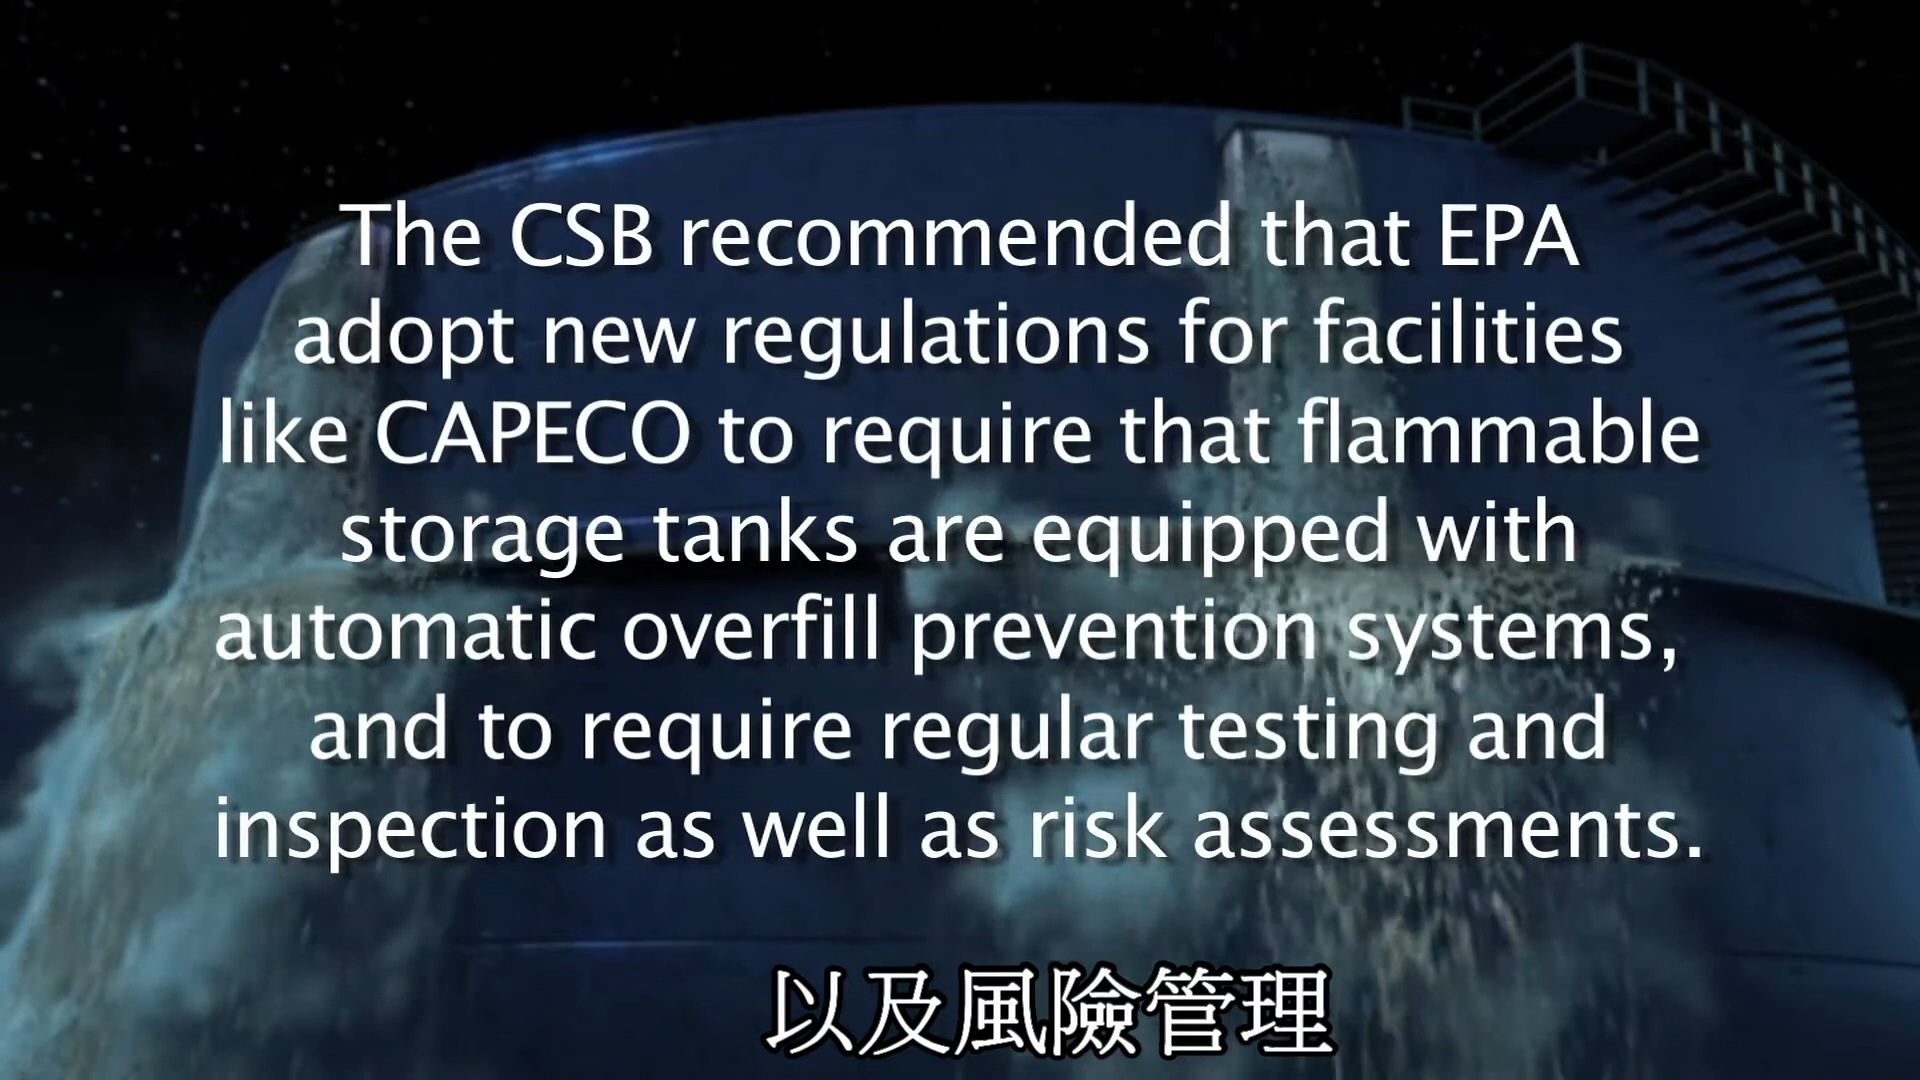 The CSB recommended that EPA
adopt new regulations for facilities
like CAPECO to require that flammable
storage tanks are equipped with
automatic overfill prevention systems,
and to require regular testing and
inspection as well as risk assessments.
以及風險管理